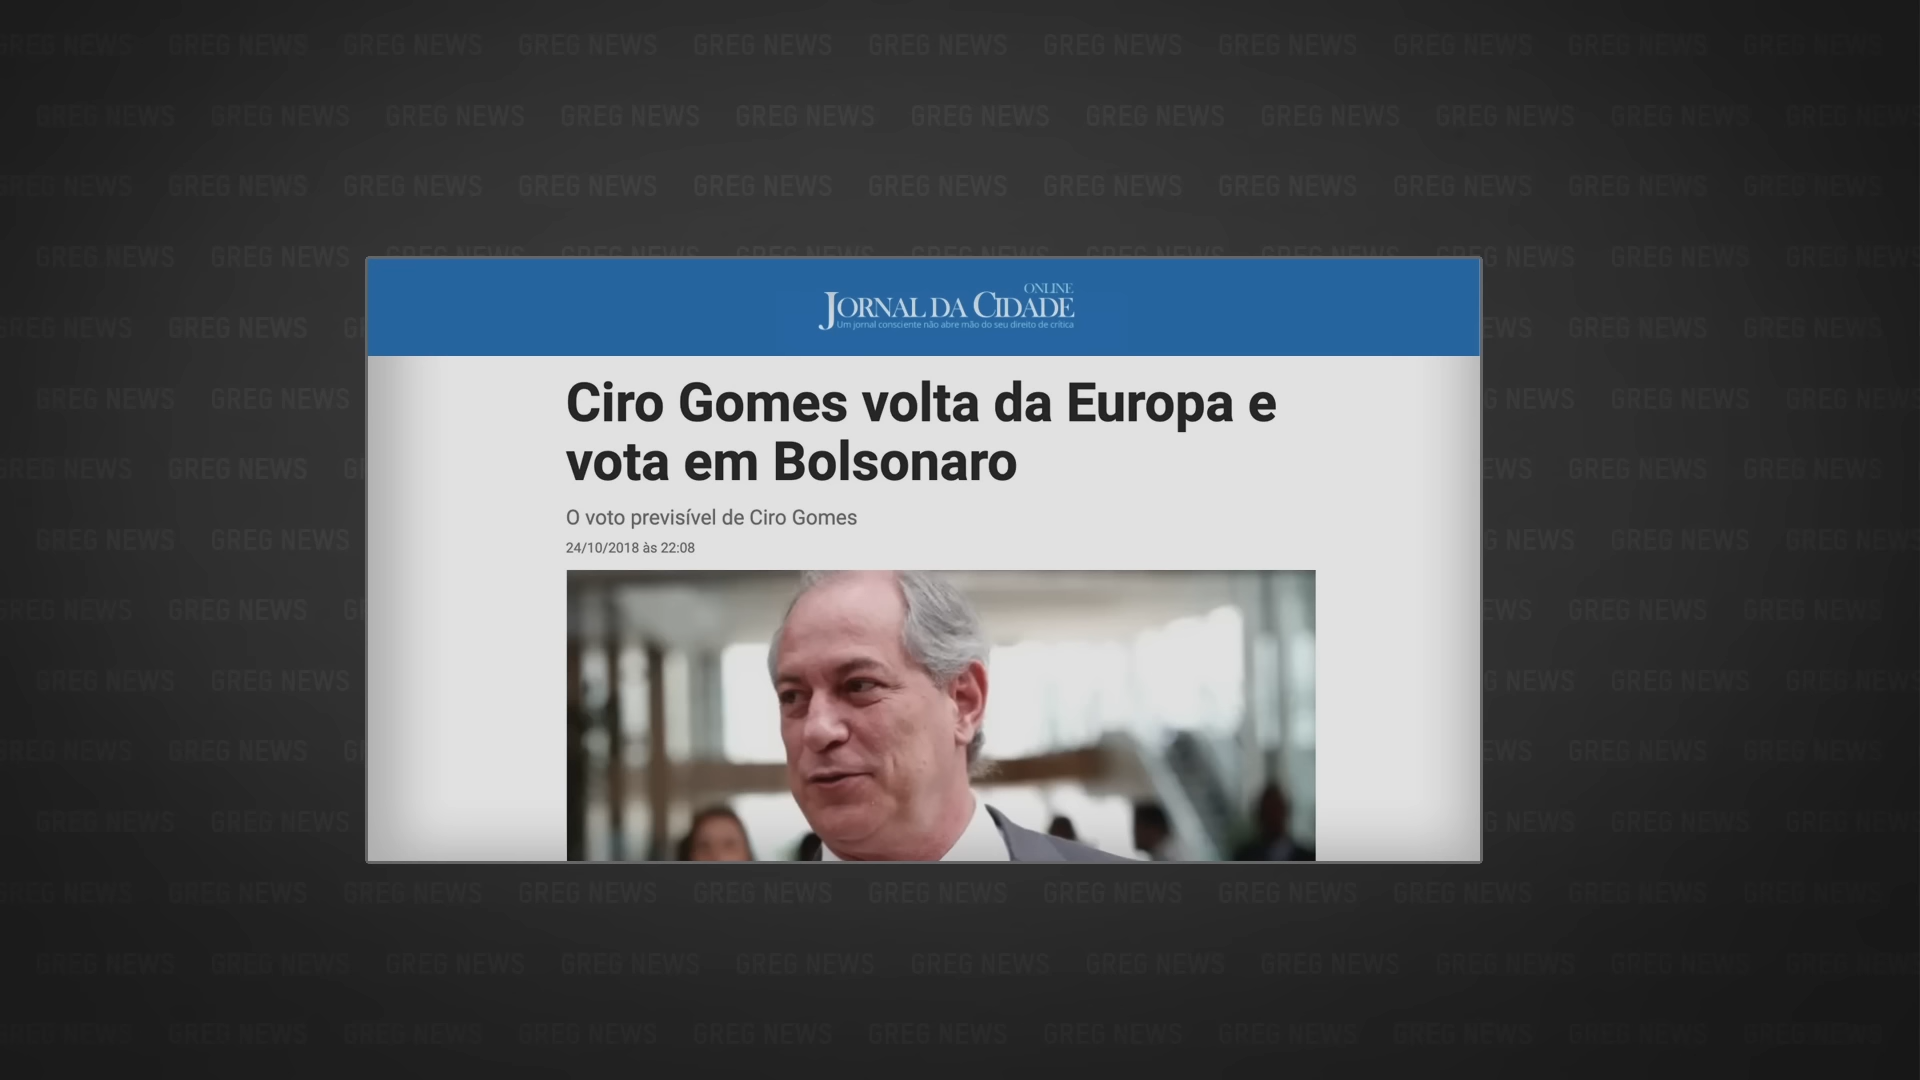 GREG NEWS
ONLINE
JORNAL DA CIDADE
Um jornal consciente não abre mão do seu direito de crítica
Ciro Gomes volta da Europa e
vota em Bolsonaro
O voto previsível de Ciro Gomes
24/10/2018 às 22:08